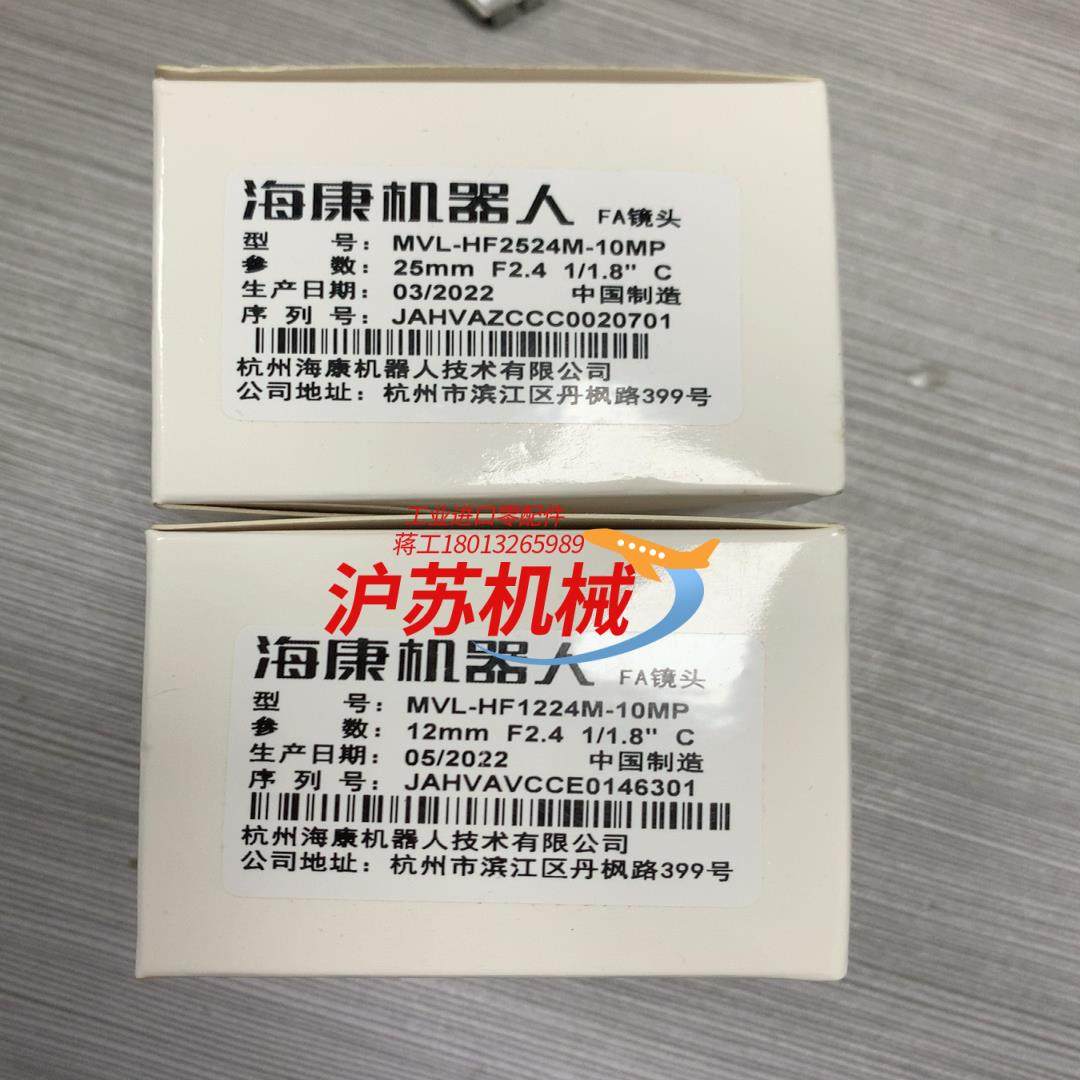 海康机器人 FA镜头
型 号： MVL-HF2524M-10MP
参 数： 25mm F2.4 1/1.8" C
生产日期： 03/2022 中国制造
序 列 号： JAHVAZCCC0020701
杭州海康机器人技术有限公司
公司地址： 杭州市滨江区丹枫路399号
工业进口零配件
蒋工18013265989
沪苏机械
海康机器人 FA镜头
型 号： MVL-HF1224M-10MP
参 数： 12mm F2.4 1/1.8" C
生产日期： 05/2022 中国制造
序 列 号： JAHVAVCCE0146301
杭州海康机器人技术有限公司
公司地址： 杭州市滨江区丹枫路399号